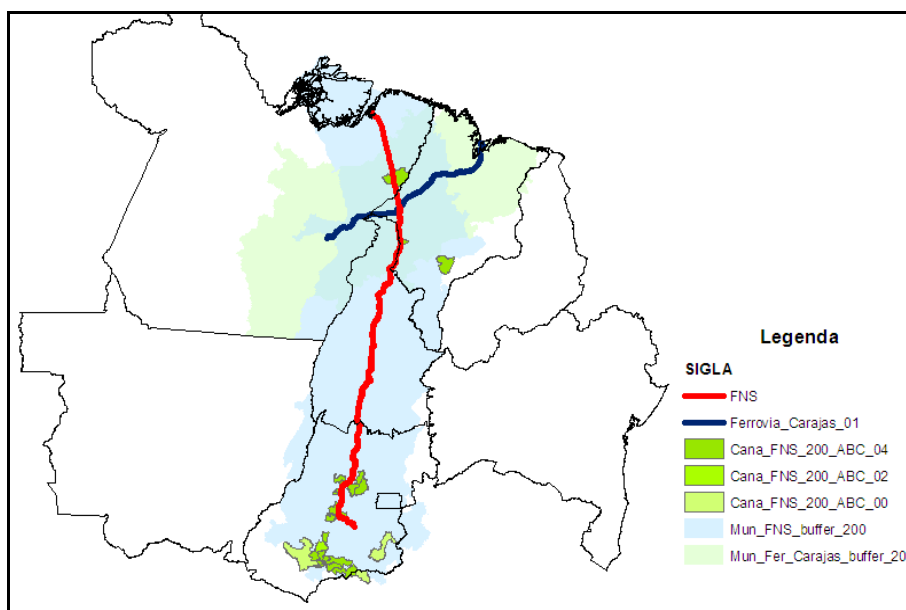 Legenda
SIGLA
FNS
Ferrovia_Carajas_01
Cana_FNS_200_ABC_04
Cana_FNS_200_ABC_02
Cana_FNS_200_ABC_00
Mun_FNS_buffer_200
Mun_Fer_Carajas_buffer_20